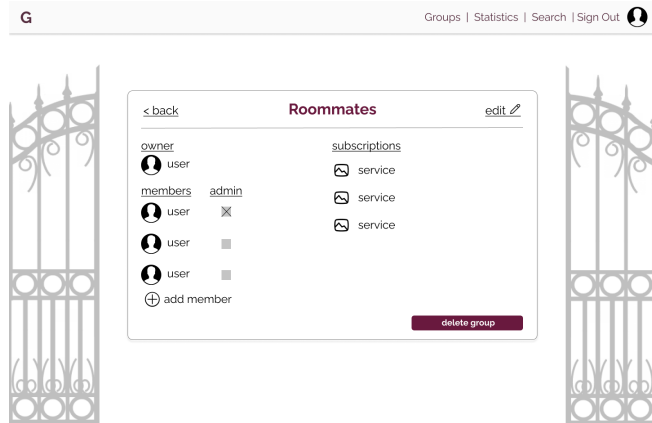 G
Groups | Statistics | Search | Sign Out
< back
Roommates
edit
owner
user
members admin
user
user
user
add member
subscriptions
service
service
service
delete group